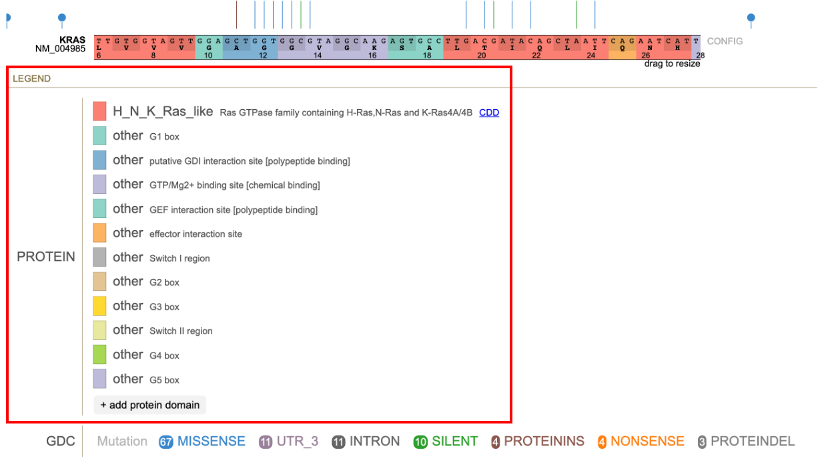 KRAS T T G T G G T A G T T G G A G C T G G T G G C G T A G G C A A G A G T G C C T T G A C G A T A C A G C T A A T T C A G A A T C A T T CONFIG
NM_004985 L V V V G A G G V G K S A L T I Q L I Q N H
6 8 10 12 14 16 18 20 22 24 26 28
drag to resize
LEGEND
H_N_K_Ras_like Ras GTPase family containing H-Ras,N-Ras and K-Ras4A/4B CDD
other G1 box
other putative GDI interaction site [polypeptide binding]
other GTP/Mg2+ binding site [chemical binding]
other GEF interaction site [polypeptide binding]
other effector interaction site
PROTEIN
other Switch I region
other G2 box
other G3 box
other Switch II region
other G4 box
other G5 box
+ add protein domain
GDC Mutation 67 MISSENSE 11 UTR_3 11 INTRON 10 SILENT 4 PROTEININS 4 NONSENSE 3 PROTEINDEL